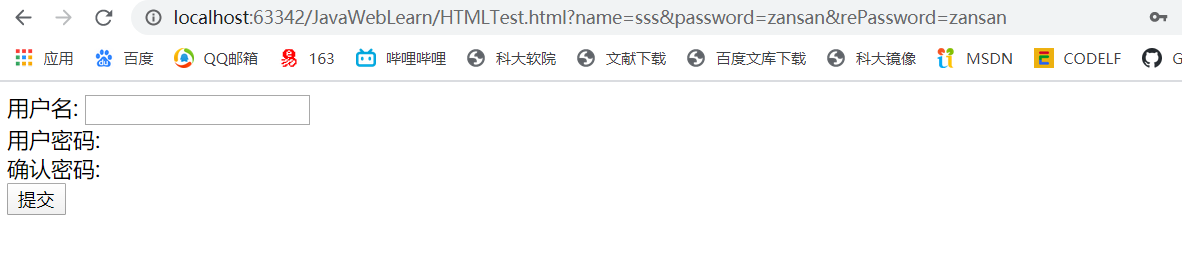 localhost:63342/JavaWebLearn/HTMLTest.html?name=sss&password=zansan&rePassword=zansan
应用 百度 QQ邮箱 163 哔哩哔哩 科大软院 文献下载 百度文库下载 科大镜像 MSDN CODELF G
用户名:
用户密码:
确认密码:
提交